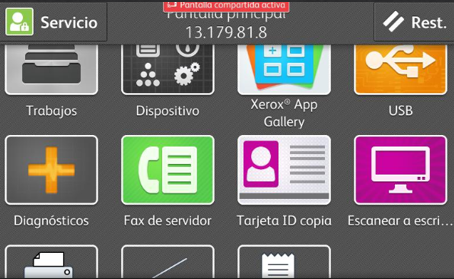 Pantalla compartida activa
Servicio
Pantalla principal
13.179.81.8
Rest.
Trabajos
Dispositivo
Xerox® App
Gallery
USB
Diagnósticos
Fax de servidor
Tarjeta ID copia
Escanear a escri...